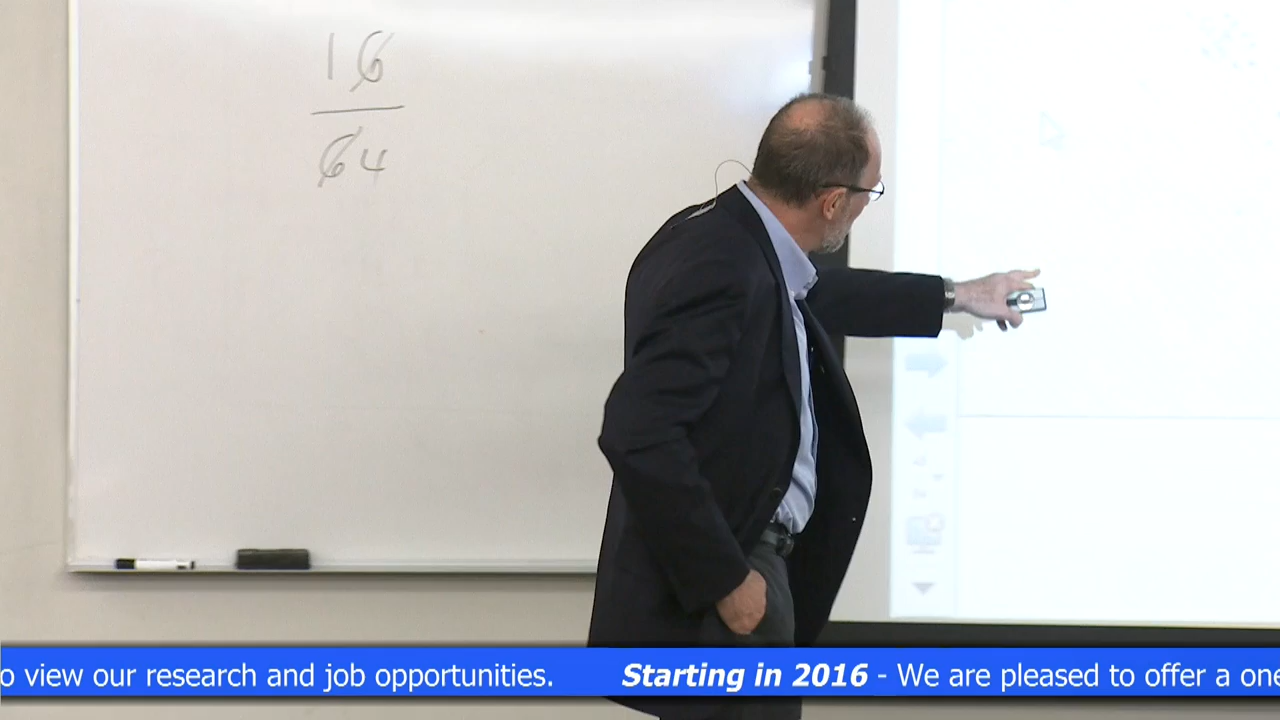 16
64
o view our research and job opportunities. Starting in 2016 - We are pleased to offer a one